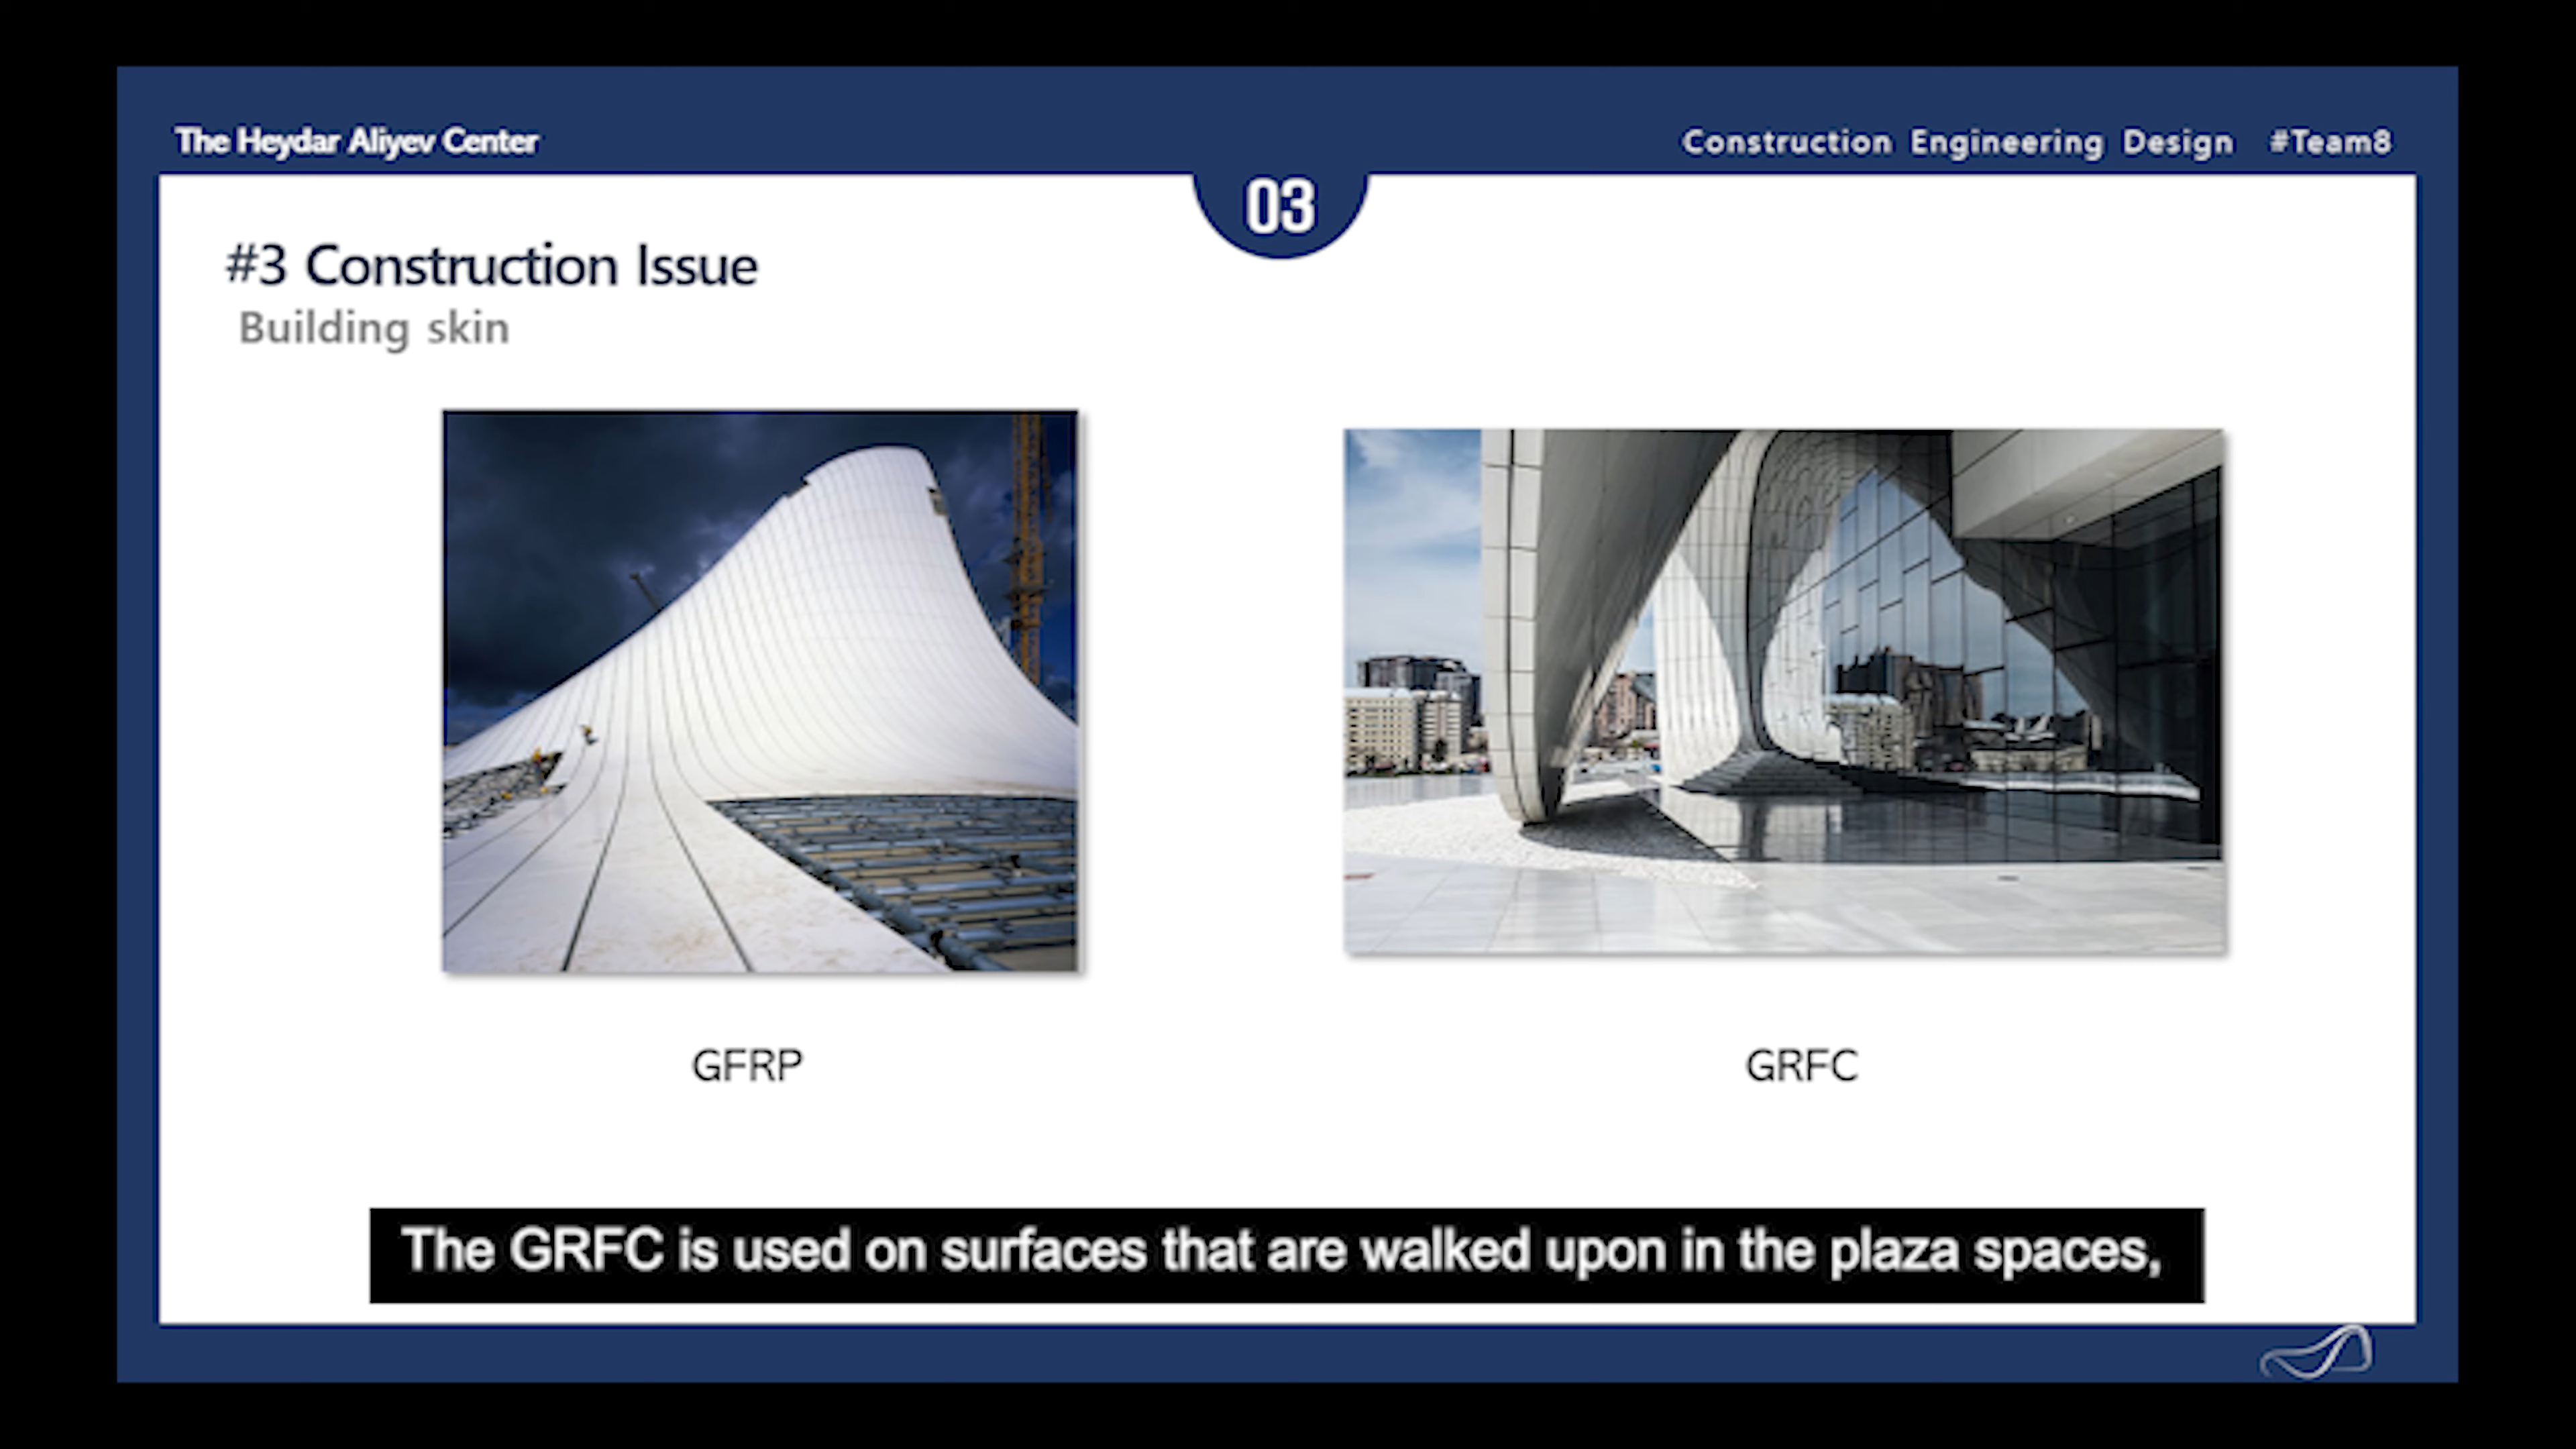 The Heydar Aliyev Center
Construction Engineering Design #Team8
03
#3 Construction Issue
Building skin
GFRP
GRFC
The GRFC is used on surfaces that are walked upon in the plaza spaces,